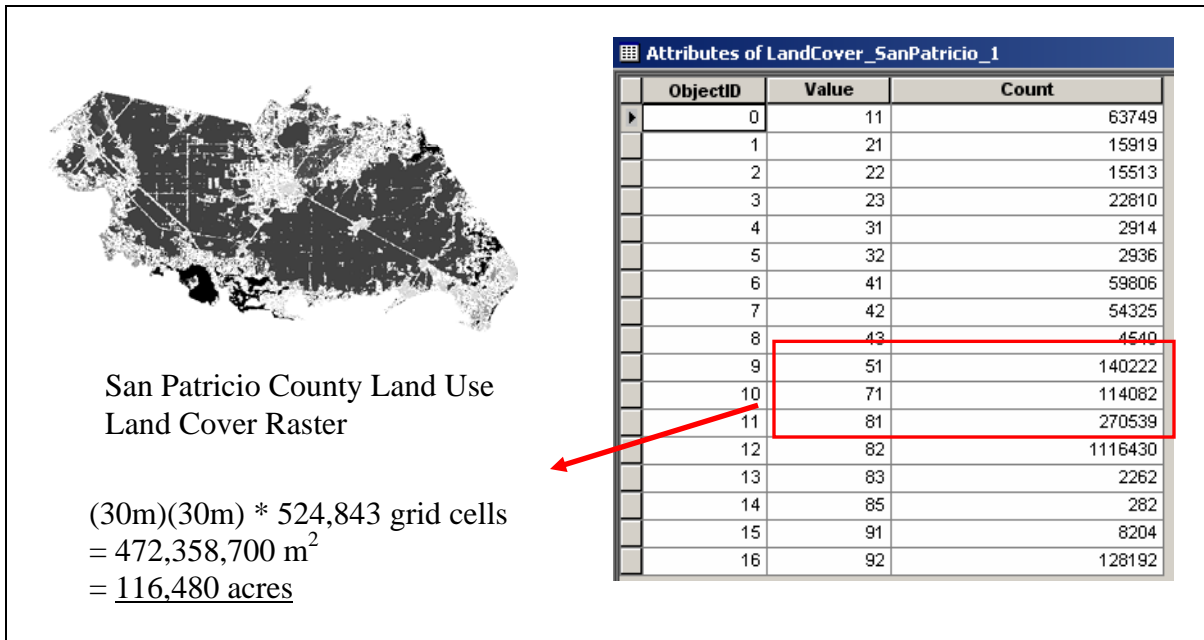 Attributes of LandCover_SanPatricio_1
ObjectID Value Count
0 11 63749
1 21 15919
2 22 15513
3 23 22810
4 31 2914
5 32 2936
6 41 59806
7 42 54325
8 43 4540
9 51 140222
10 71 114082
11 81 270539
12 82 1116430
13 83 2262
14 85 282
15 91 8204
16 92 128192
San Patricio County Land Use
Land Cover Raster
(30m)(30m) * 524,843 grid cells
= 472,358,700 m²
= 116,480 acres